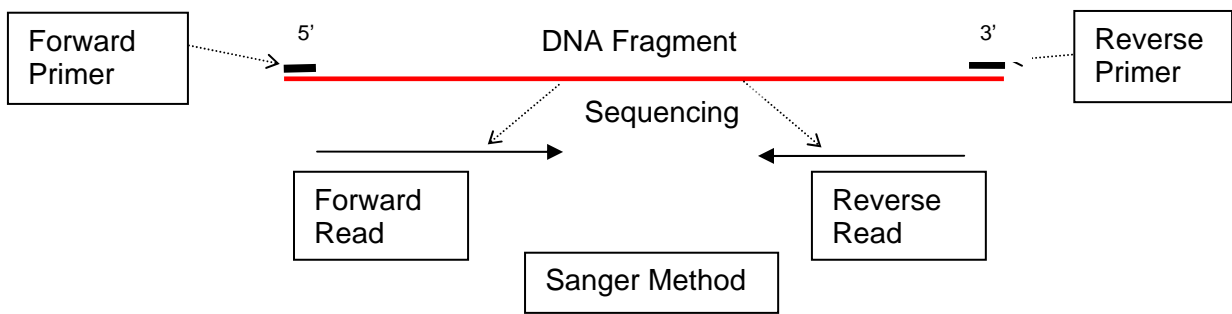 Forward
Primer
5’
DNA Fragment
3’
Reverse
Primer
Sequencing
Forward
Read
Reverse
Read
Sanger Method